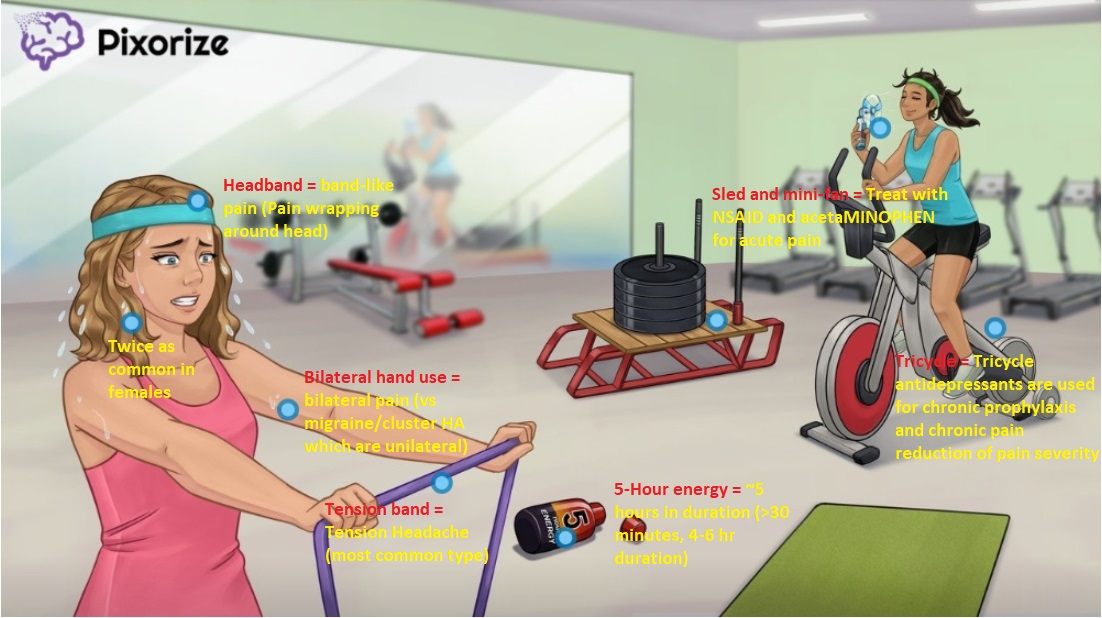 Pixorize
Headband = band-like
pain (Pain wrapping
around head)
Sled and mini-fan = Treat with
NSAID and acetaMINOPHEN
for acute pain
Twice as
common in
females
Bilateral hand use =
bilateral pain (vs
migraine/cluster HA
which are unilateral)
Tricycle = Tricycle
antidepressants are used
for chronic prophylaxis
and chronic pain
reduction of pain severity
Tension band =
Tension Headache
(most common type)
5-Hour energy = ~5
hours in duration (>30
minutes, 4-6 hr
duration)
5
ENERGY